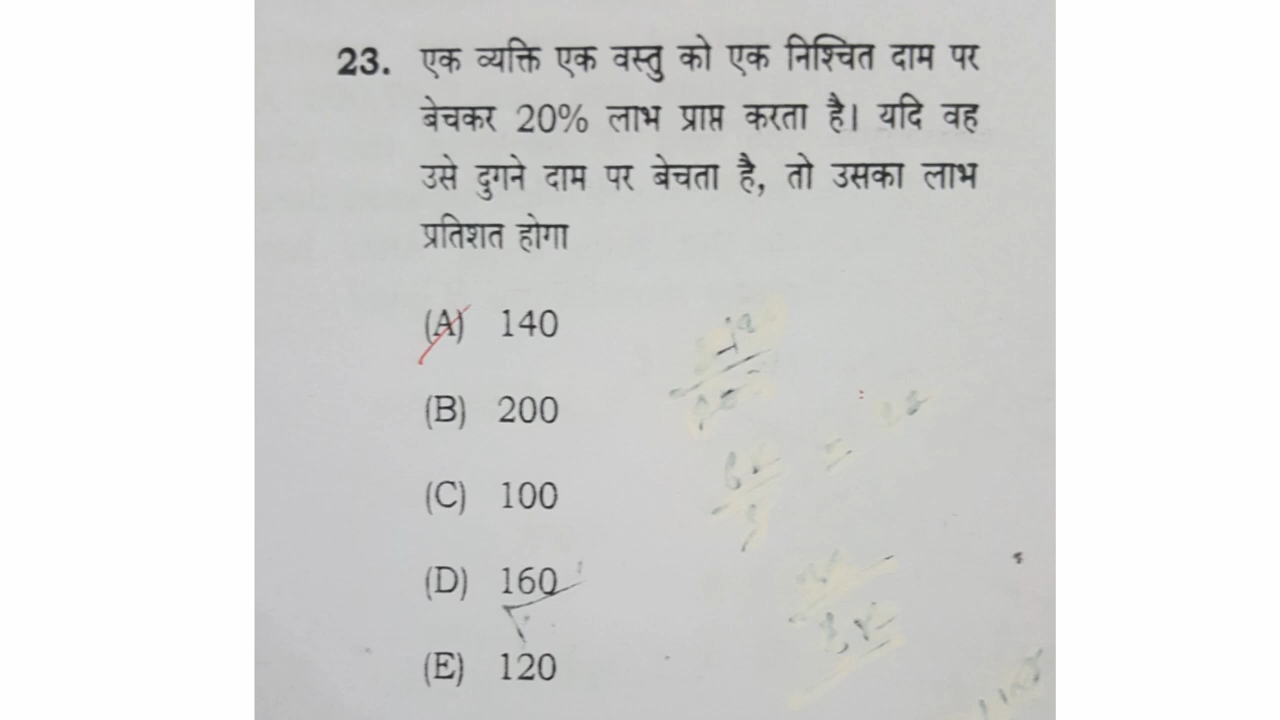 23. एक व्यक्ति एक वस्तु को एक निश्चित दाम पर
बेचकर 20% लाभ प्राप्त करता है। यदि वह
उसे दुगने दाम पर बेचता है, तो उसका लाभ
प्रतिशत होगा
(A) 140
(B) 200
(C) 100
(D) 160
(E) 120